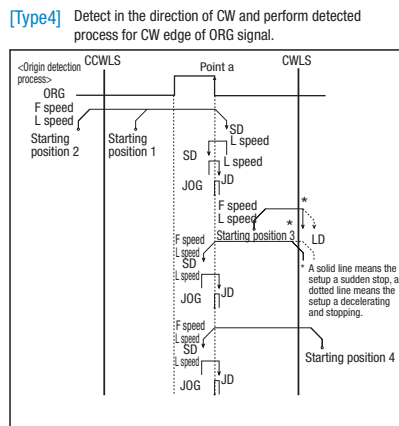 [Type4] Detect in the direction of CW and perform detected
process for CW edge of ORG signal.
<Origin detection
process>
CCWLS
Point a
CWLS
ORG
F speed
L speed
Starting
position 2
Starting
position 1
SD
L speed
SD
L speed
JOG
JD
F speed
L speed
*
*
Starting position 3
LD
F speed
L speed
SD
L speed
JOG
JD
* A solid line means the
setup a sudden stop, a
dotted line means the
setup a decelerating
and stopping.
F speed
L speed
SD
L speed
JOG
JD
Starting position 4